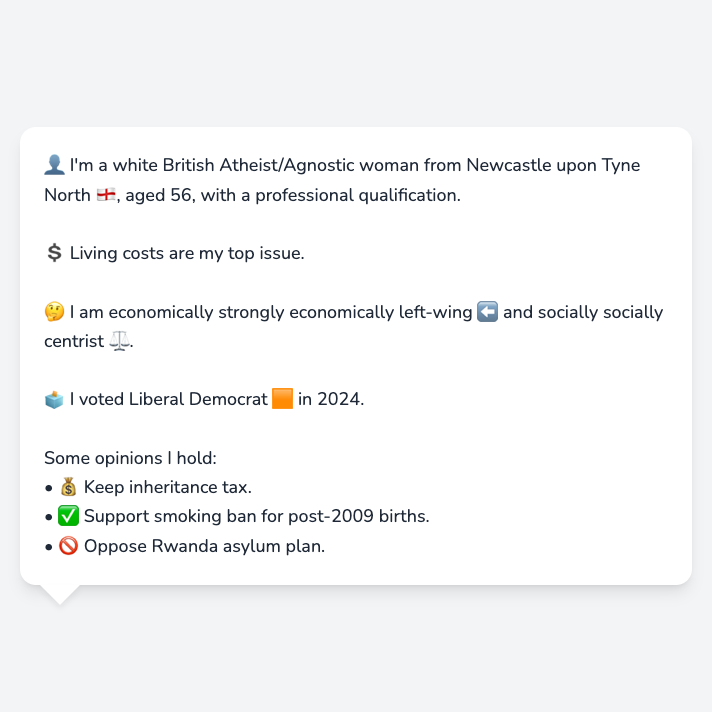 👤 I'm a white British Atheist/Agnostic woman from Newcastle upon Tyne
North 🏴󠁧󠁢󠁥󠁮󠁧󠁿, aged 56, with a professional qualification.
💲 Living costs are my top issue.
🤔 I am economically strongly economically left-wing ⬅️ and socially socially
centrist ⚖️.
🗳️ I voted Liberal Democrat 🟧 in 2024.
Some opinions I hold:
• 💰 Keep inheritance tax.
• ✅ Support smoking ban for post-2009 births.
• 🚫 Oppose Rwanda asylum plan.